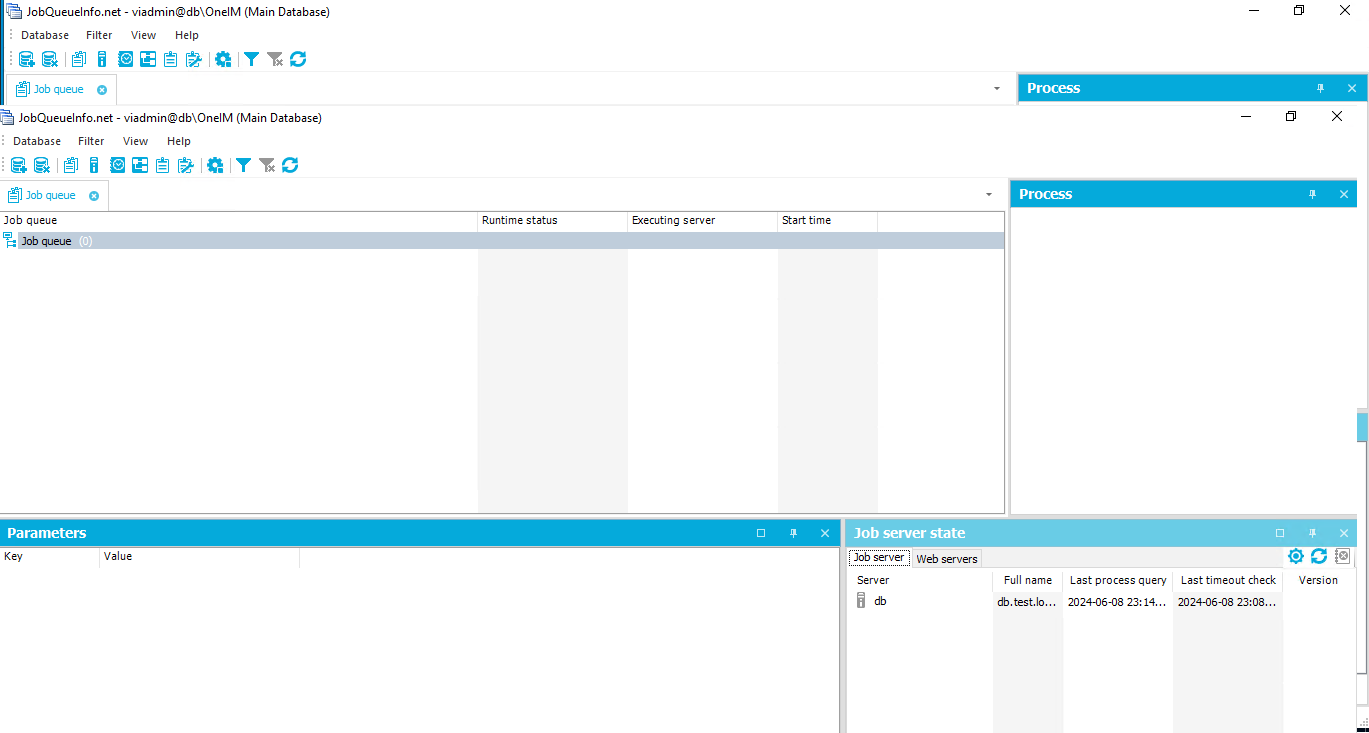 JobQueueInfo.net - viadmin@db\OneIM (Main Database)
Database Filter View Help
Job queue
Process
JobQueueInfo.net - viadmin@db\OneIM (Main Database)
Database Filter View Help
Job queue
Process
Job queue Runtime status Executing server Start time
Job queue (0)
Parameters
Key Value
Job server state
Job server Web servers
Server Full name Last process query Last timeout check Version
db db.test.lo... 2024-06-08 23:14... 2024-06-08 23:08...